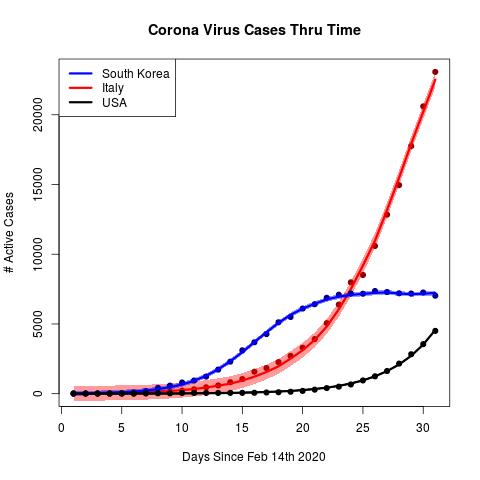 Corona Virus Cases Thru Time
South Korea
Italy
USA
# Active Cases
20000
15000
10000
5000
0
0 5 10 15 20 25 30
Days Since Feb 14th 2020